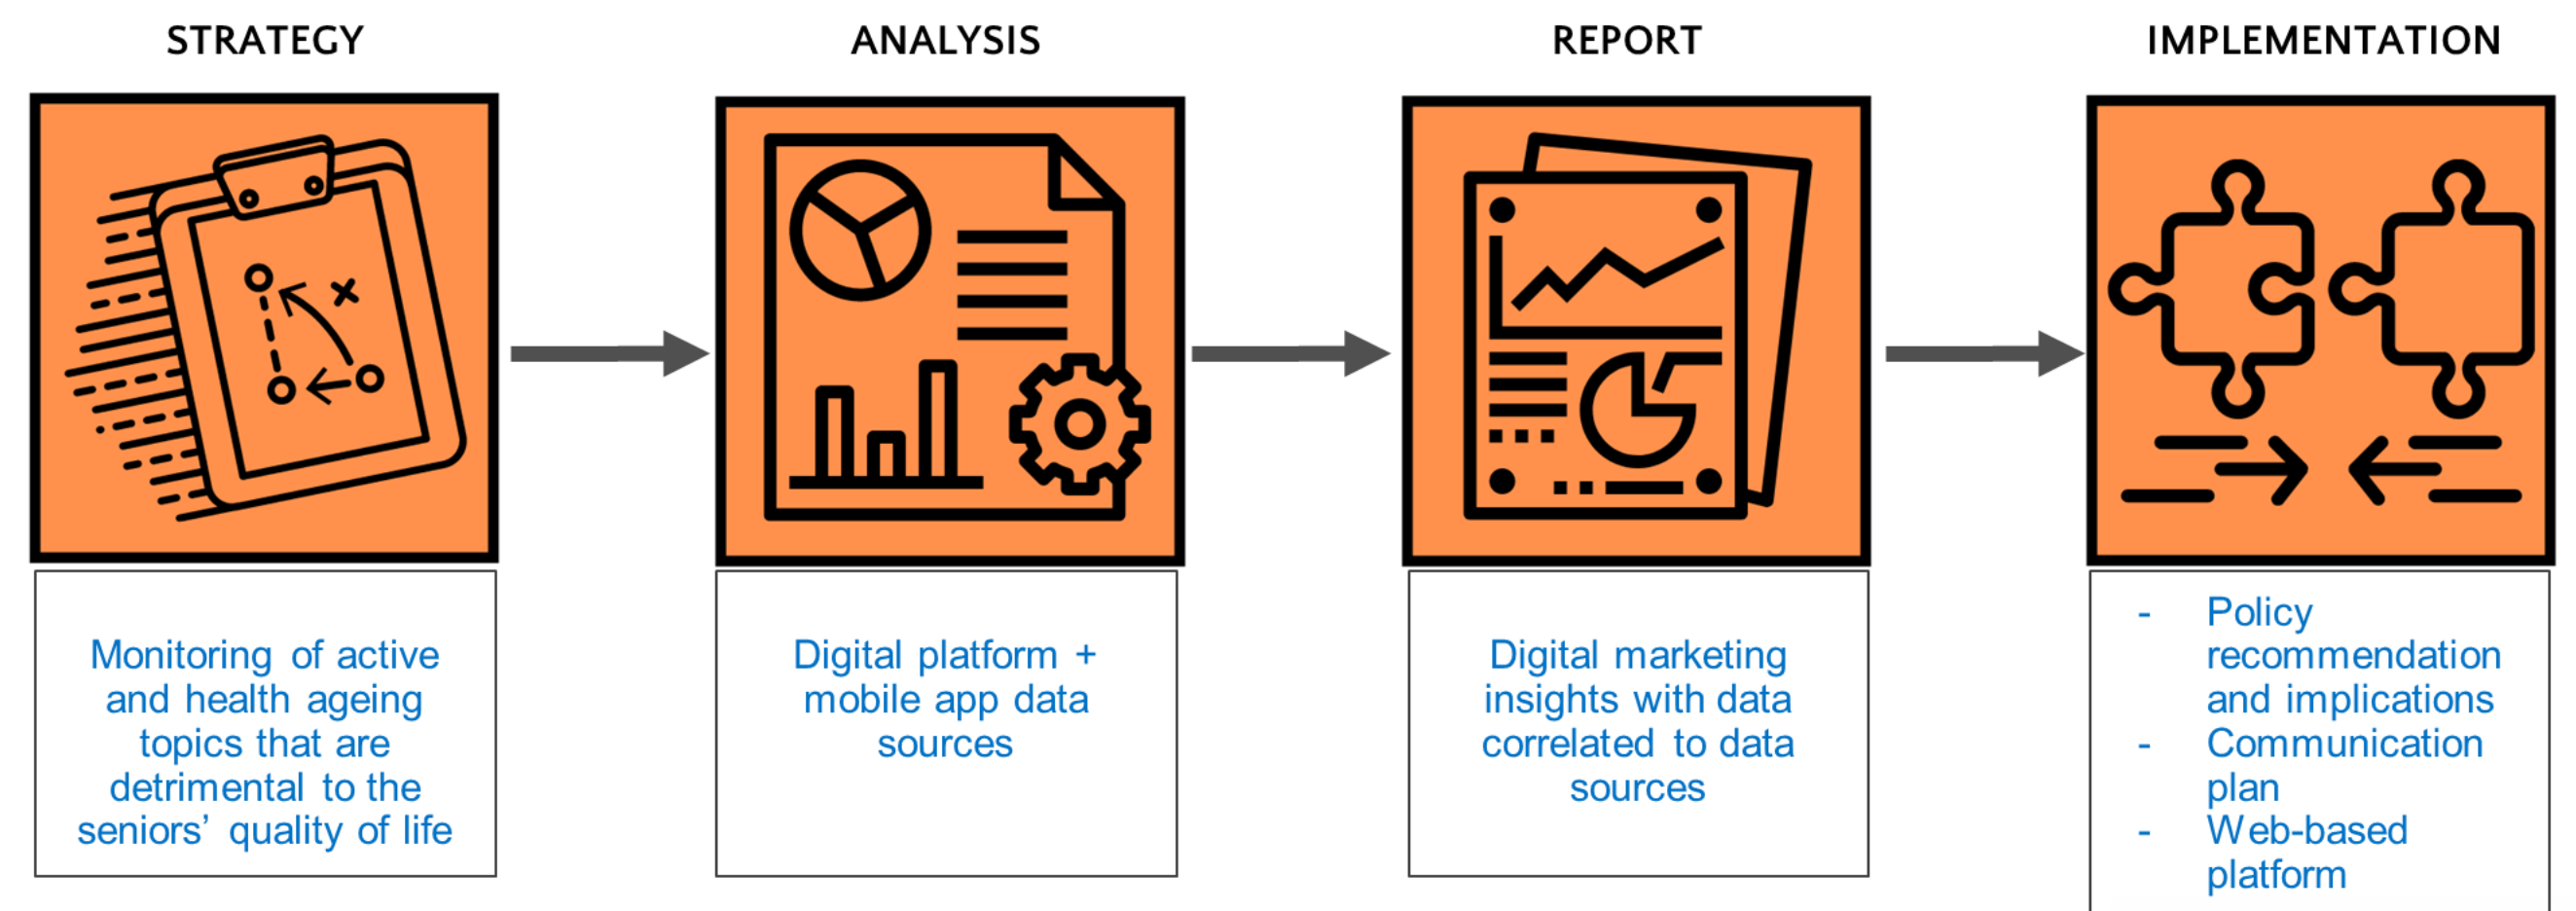 STRATEGY
ANALYSIS
REPORT
IMPLEMENTATION
Monitoring of active
and health ageing
topics that are
detrimental to the
seniors’ quality of life
Digital platform +
mobile app data
sources
Digital marketing
insights with data
correlated to data
sources
- Policy
recommendation
and implications
- Communication
plan
- Web-based
platform